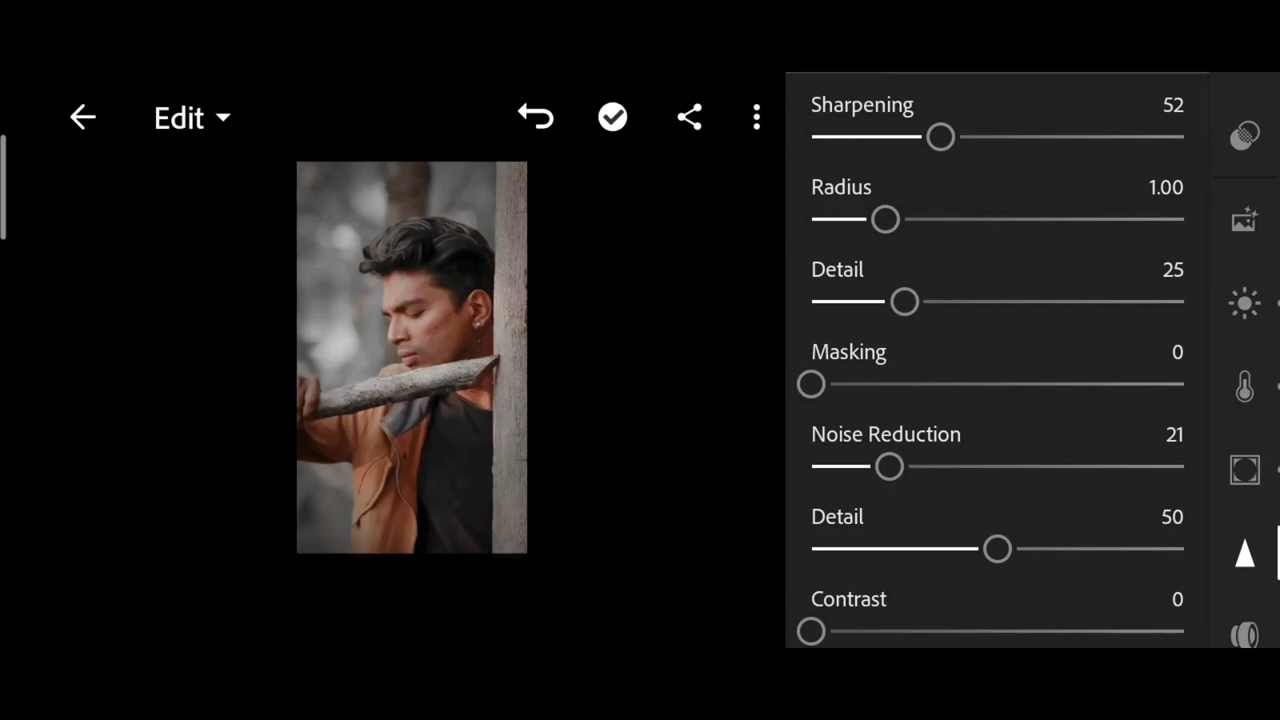 Edit
Sharpening 52
Radius 1.00
Detail 25
Masking 0
Noise Reduction 21
Detail 50
Contrast 0